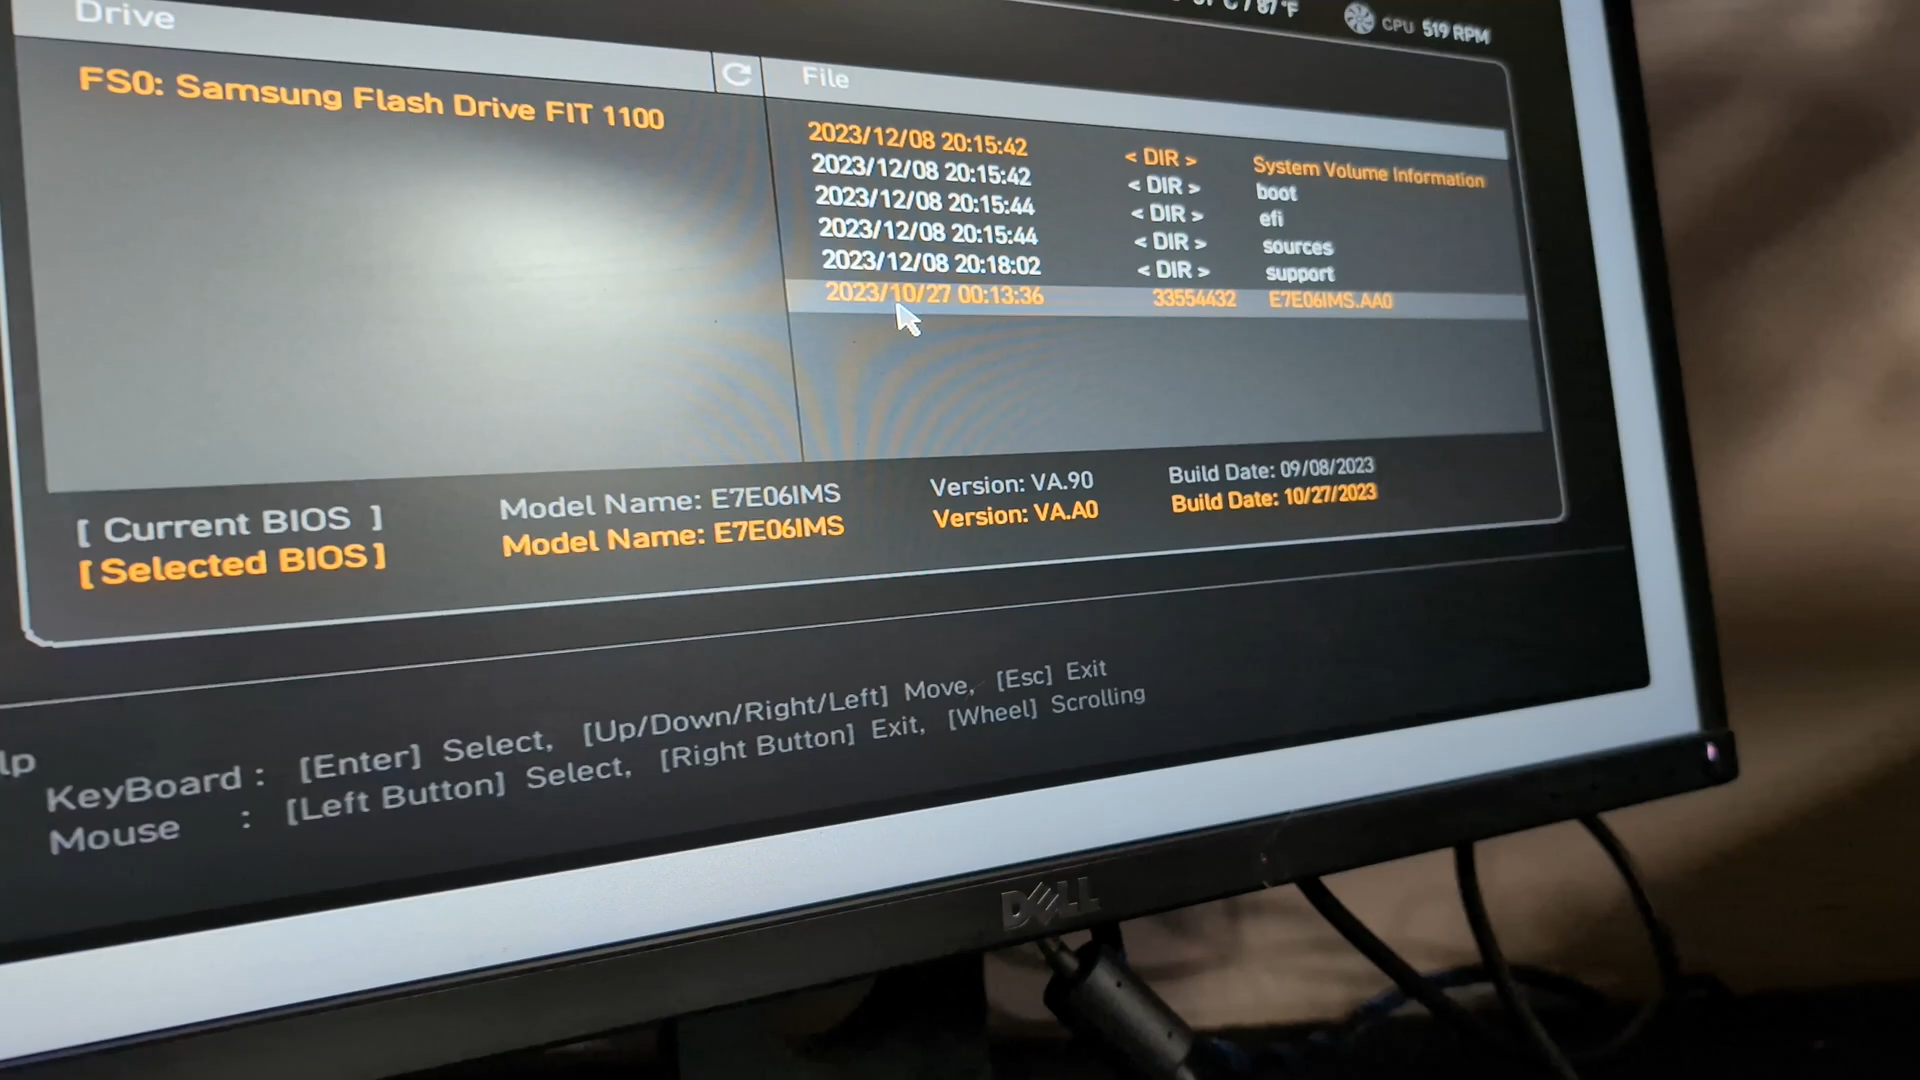 Drive
87°F
CPU 519 RPM
FS0: Samsung Flash Drive FIT 1100
File
2023/12/08 20:15:42 < DIR > System Volume Information
2023/12/08 20:15:42 < DIR > boot
2023/12/08 20:15:44 < DIR > efi
2023/12/08 20:15:44 < DIR > sources
2023/12/08 20:18:02 < DIR > support
2023/10/27 00:13:36 33554432 E7E06IMS.AA0
[ Current BIOS ] Model Name: E7E06IMS Version: VA.90 Build Date: 09/08/2023
[Selected BIOS] Model Name: E7E06IMS Version: VA.A0 Build Date: 10/27/2023
lp
KeyBoard : [Enter] Select, [Up/Down/Right/Left] Move, [Esc] Exit
Mouse : [Left Button] Select, [Right Button] Exit, [Wheel] Scrolling
DELL